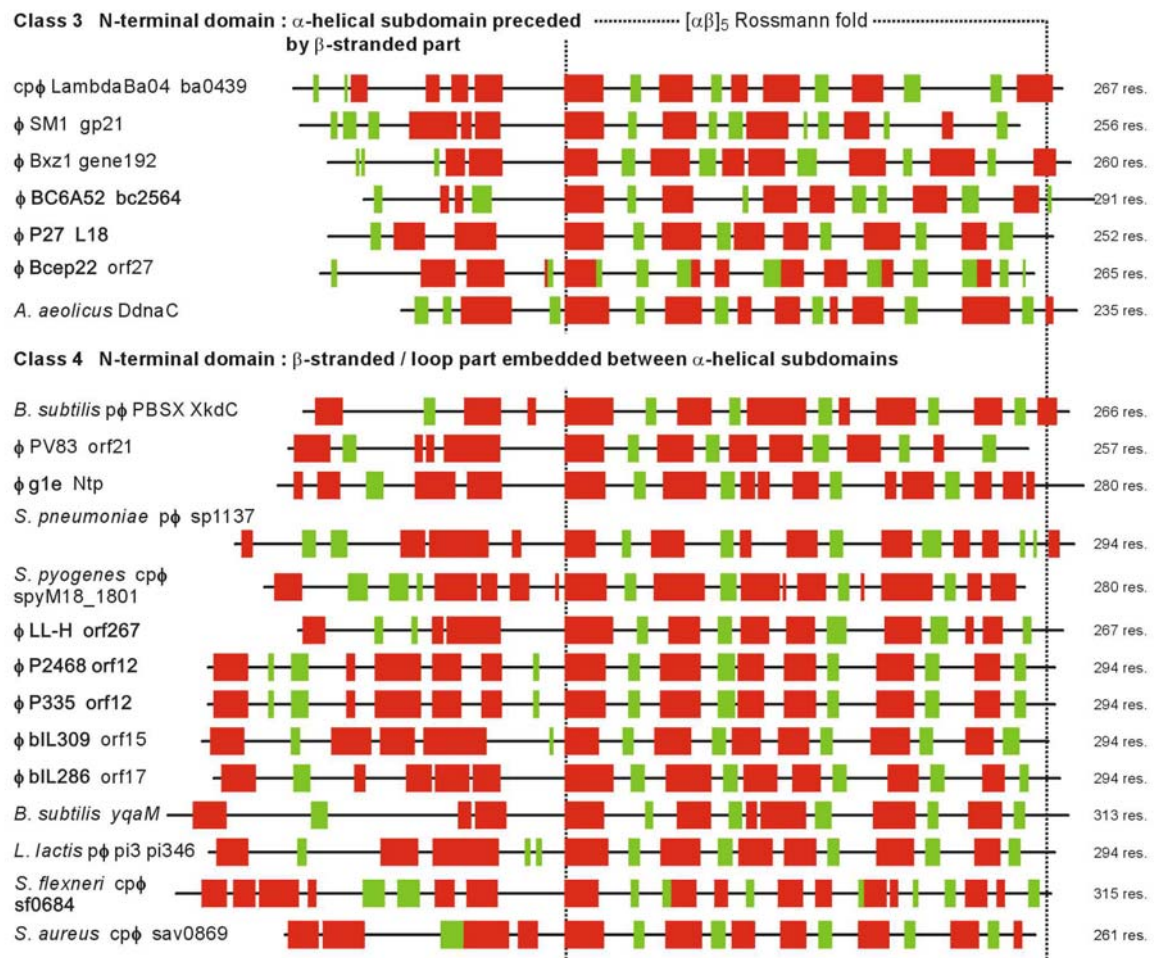 Class 3 N-terminal domain : α-helical subdomain preceded [αβ]5 Rossmann fold
by β-stranded part
cpϕ LambdaBa04 ba0439 267 res.
ϕ SM1 gp21 256 res.
ϕ Bxz1 gene192 260 res.
ϕ BC6A52 bc2564 291 res.
ϕ P27 L18 252 res.
ϕ Bcep22 orf27 265 res.
A. aeolicus DdnaC 235 res.
Class 4 N-terminal domain : β-stranded / loop part embedded between α-helical subdomains
B. subtilis pϕ PBSX XkdC 266 res.
ϕ PV83 orf21 257 res.
ϕ g1e Ntp 280 res.
S. pneumoniae pϕ sp1137
294 res.
S. pyogenes cpϕ
spyM18_1801 280 res.
ϕ LL-H orf267 267 res.
ϕ P2468 orf12 294 res.
ϕ P335 orf12 294 res.
ϕ bIL309 orf15 294 res.
ϕ bIL286 orf17 294 res.
B. subtilis yqaM 313 res.
L. lactis pϕ pi3 pi346 294 res.
S. flexneri cpϕ
sf0684 315 res.
S. aureus cpϕ sav0869 261 res.